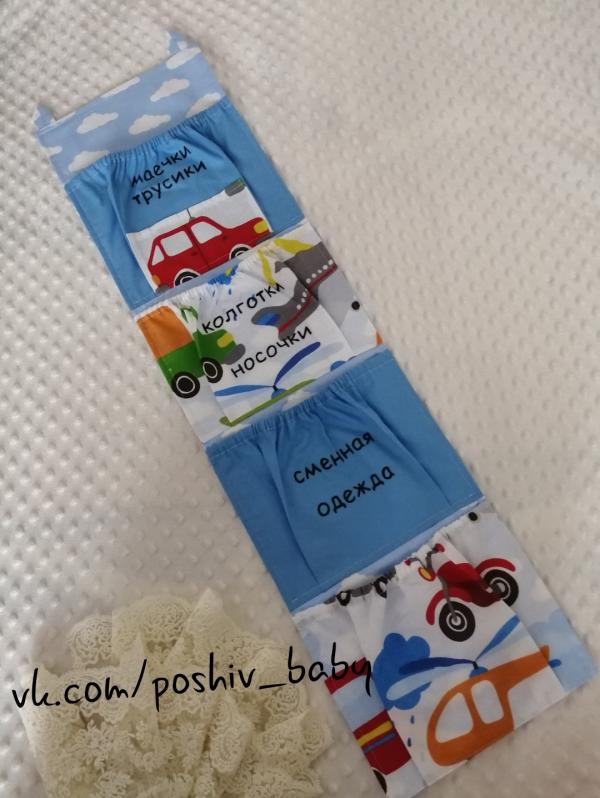 маечки
трусики
колготки
носочки
сменная
одежда
vk.com/poshiv_baby